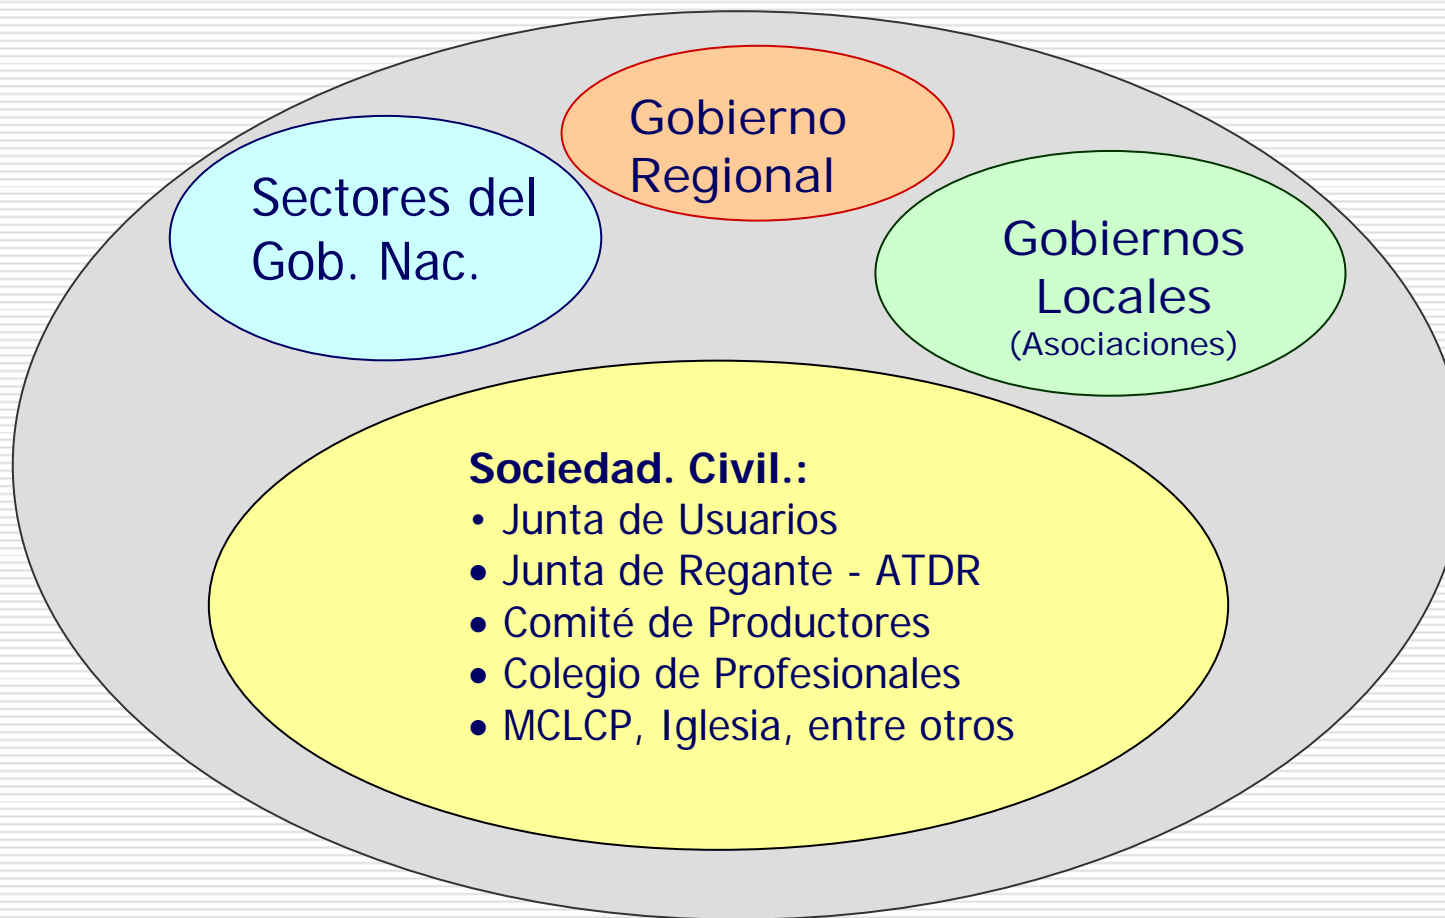 Gobierno
Regional
Sectores del
Gob. Nac.
Gobiernos
Locales
(Asociaciones)
Sociedad. Civil.:
• Junta de Usuarios
• Junta de Regante - ATDR
• Comité de Productores
• Colegio de Profesionales
• MCLCP, Iglesia, entre otros